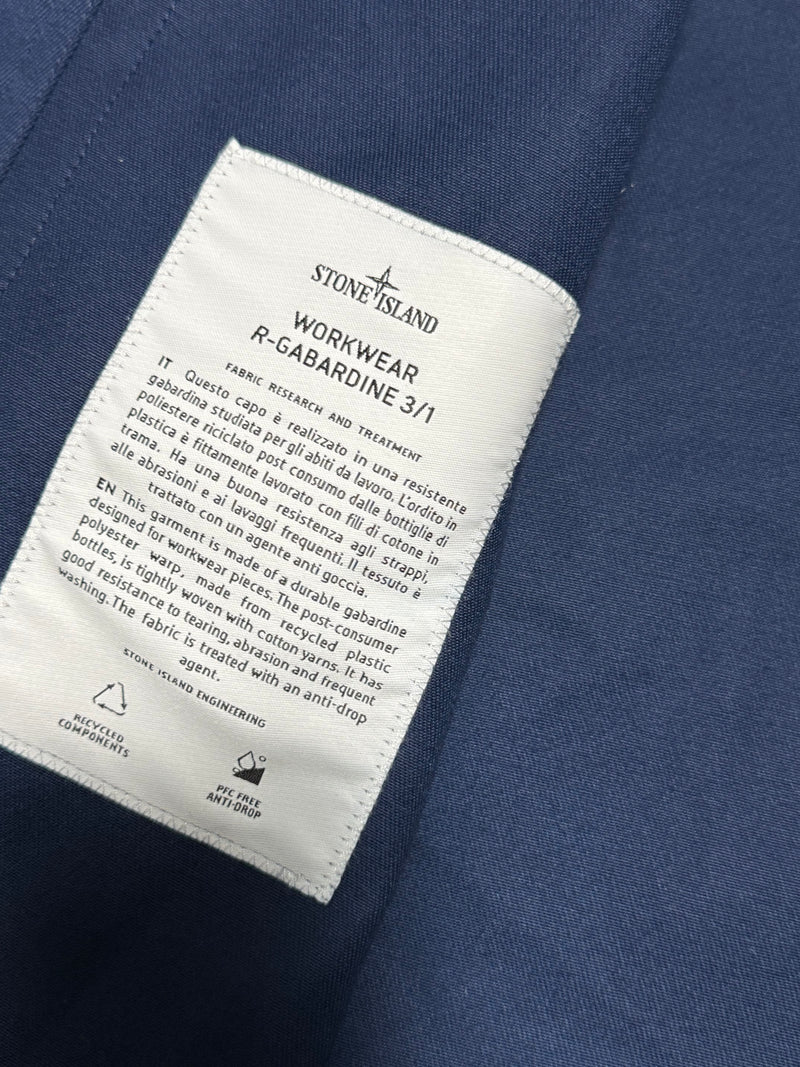 STONE ISLAND
WORKWEAR
R-GABARDINE 3/1
FABRIC RESEARCH AND TREATMENT
IT Questo capo è realizzato in una resistente
gabardina studiata per gli abiti da lavoro. L'ordito in
poliestere riciclato post consumo dalle bottiglie di
plastica è fittamente lavorato con fili di cotone in
trama. Ha una buona resistenza agli strappi,
alle abrasioni e ai lavaggi frequenti. Il tessuto è
trattato con un agente anti goccia.
EN This garment is made of a durable gabardine
designed for workwear pieces. The post-consumer
polyester warp, made from recycled plastic
bottles, is tightly woven with cotton yarns. It has
good resistance to tearing, abrasion and frequent
washing. The fabric is treated with an anti-drop
agent.
STONE ISLAND ENGINEERING
RECYCLED
COMPONENTS
PFC FREE
ANTI-DROP